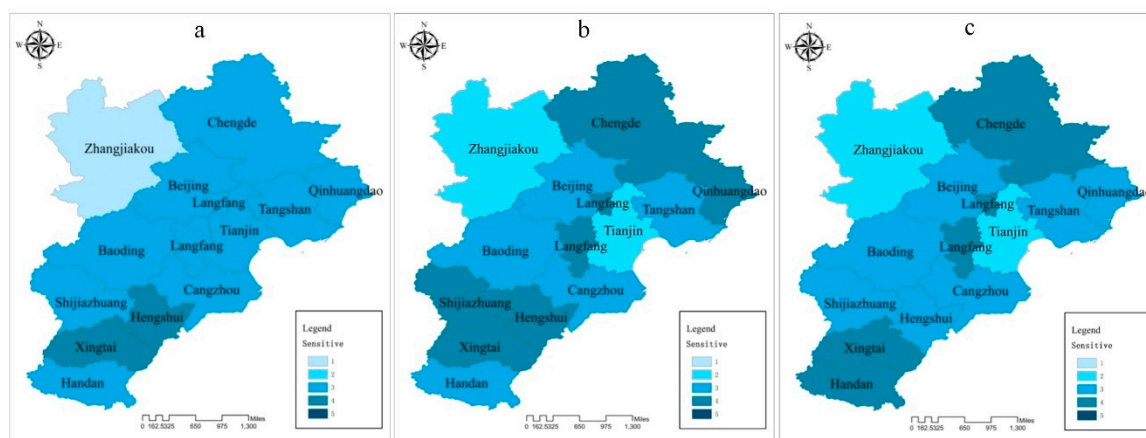 a
N
W E
S
Chengde
Zhangjiakou
Beijing
Qinhuangdao
Langfang
Tangshan
Tianjin
Baoding
Langfang
Cangzhou
Shijiazhuang
Hengshui
Xingtai
Handan
Legend
Sensitive
1
2
3
4
5
Miles
0 162.5325 650 975 1,300
b
N
W E
S
Chengde
Zhangjiakou
Beijing
Qinhuangdao
Langfang
Tangshan
Tianjin
Langfang
Baoding
Cangzhou
Shijiazhuang
Hengshui
Xingtai
Handan
Legend
Sensitive
1
2
3
4
5
Miles
0 162.5325 650 975 1,300
c
N
W E
S
Chengde
Zhangjiakou
Beijing
Qinhuangdao
Langfang
Tangshan
Tianjin
Langfang
Baoding
Cangzhou
Shijiazhuang
Hengshui
Xingtai
Handan
Legend
Sensitive
1
2
3
4
5
Miles
0 162.5325 650 975 1,300